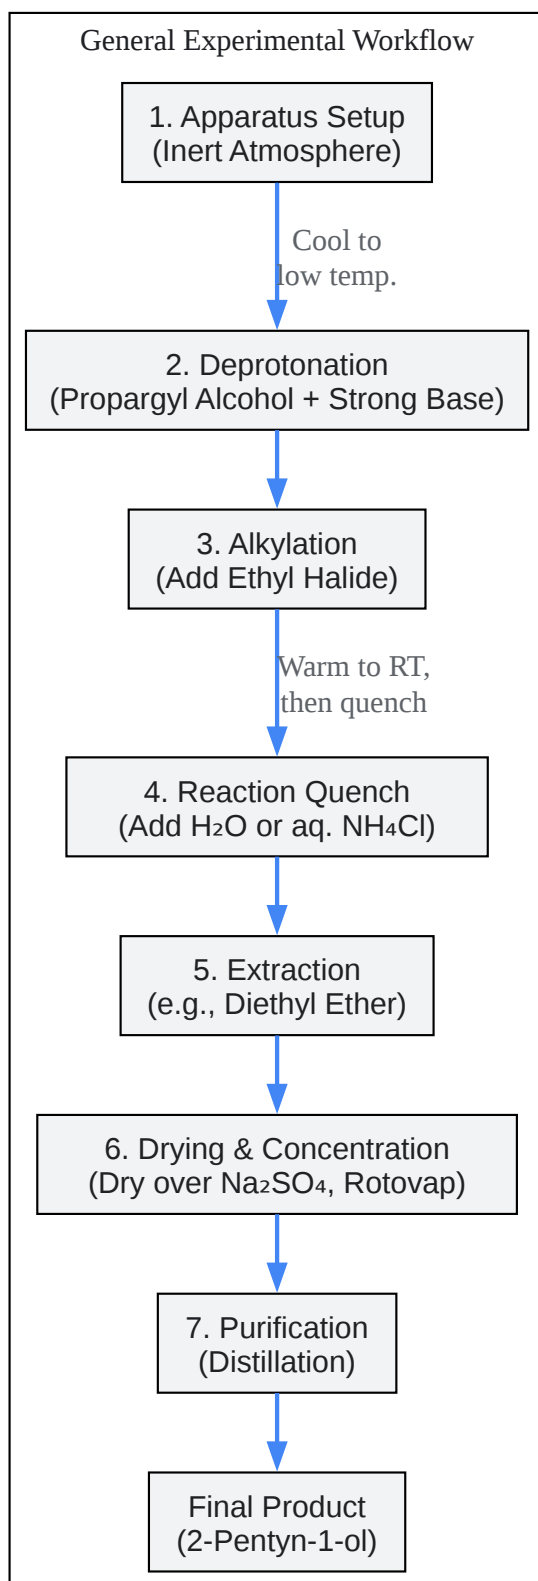 General Experimental Workflow
1. Apparatus Setup
(Inert Atmosphere)
Cool to
low temp.
2. Deprotonation
(Propargyl Alcohol + Strong Base)
3. Alkylation
(Add Ethyl Halide)
Warm to RT,
then quench
4. Reaction Quench
(Add H₂O or aq. NH₄Cl)
5. Extraction
(e.g., Diethyl Ether)
6. Drying & Concentration
(Dry over Na₂SO₄, Rotovap)
7. Purification
(Distillation)
Final Product
(2-Pentyn-1-ol)